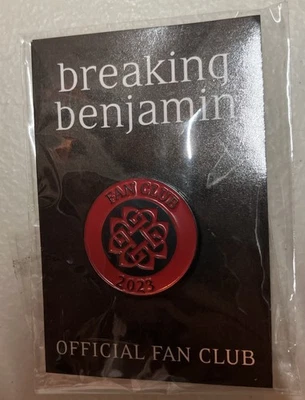 breaking
benjamin
FAN CLUB
2023
OFFICIAL FAN CLUB